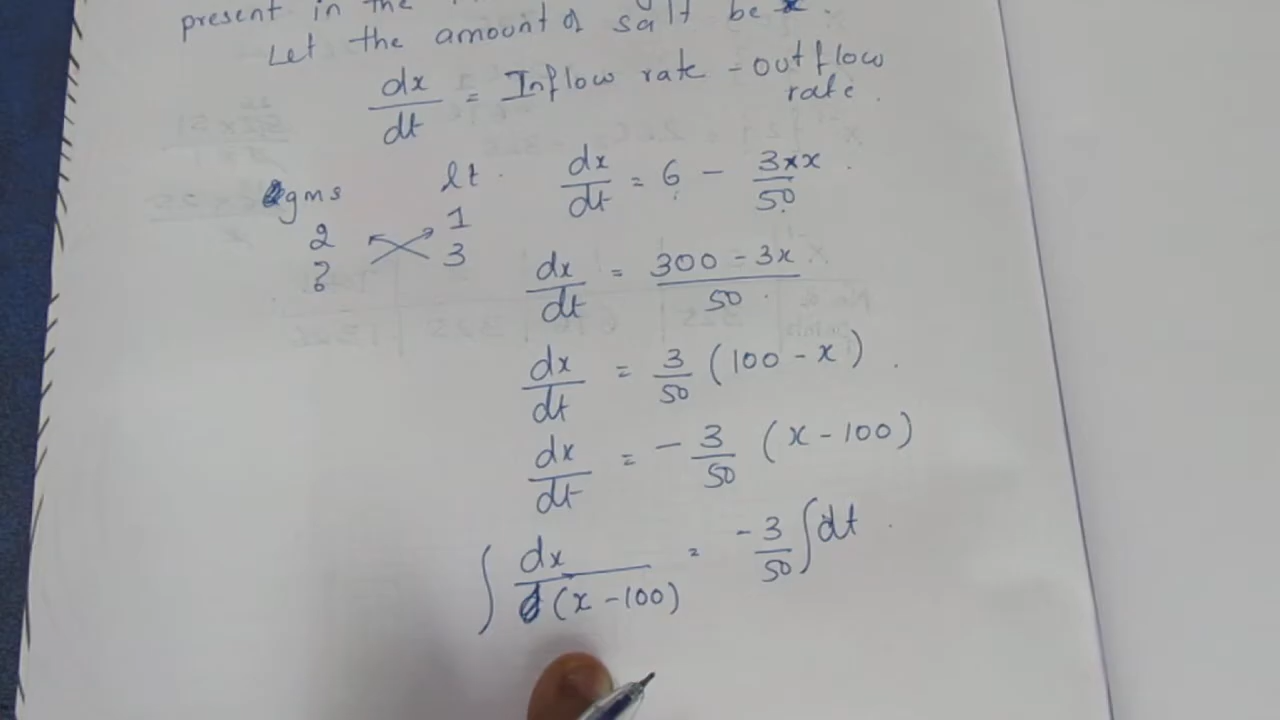 present in the
Let the amount of salt be x.
dx/dt = Inflow rate - outflow rate.
gms lt.
2 1
? 3
dx/dt = 6 - 3×x/50.
dx/dt = 300 - 3x/50.
dx/dt = 3/50 (100 - x).
dx/dt = - 3/50 (x - 100)
∫ dx/(x - 100) = -3/50 ∫dt.